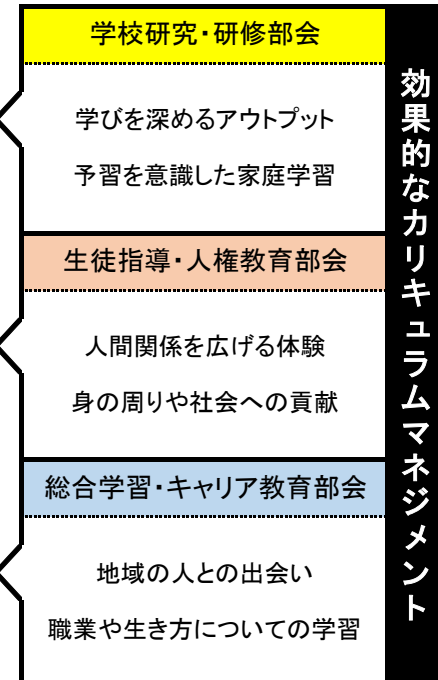 学校研究・研修部会
学びを深めるアウトプット
予習を意識した家庭学習
生徒指導・人権教育部会
人間関係を広げる体験
身の周りや社会への貢献
総合学習・キャリア教育部会
地域の人との出会い
職業や生き方についての学習
効果的なカリキュラムマネジメント